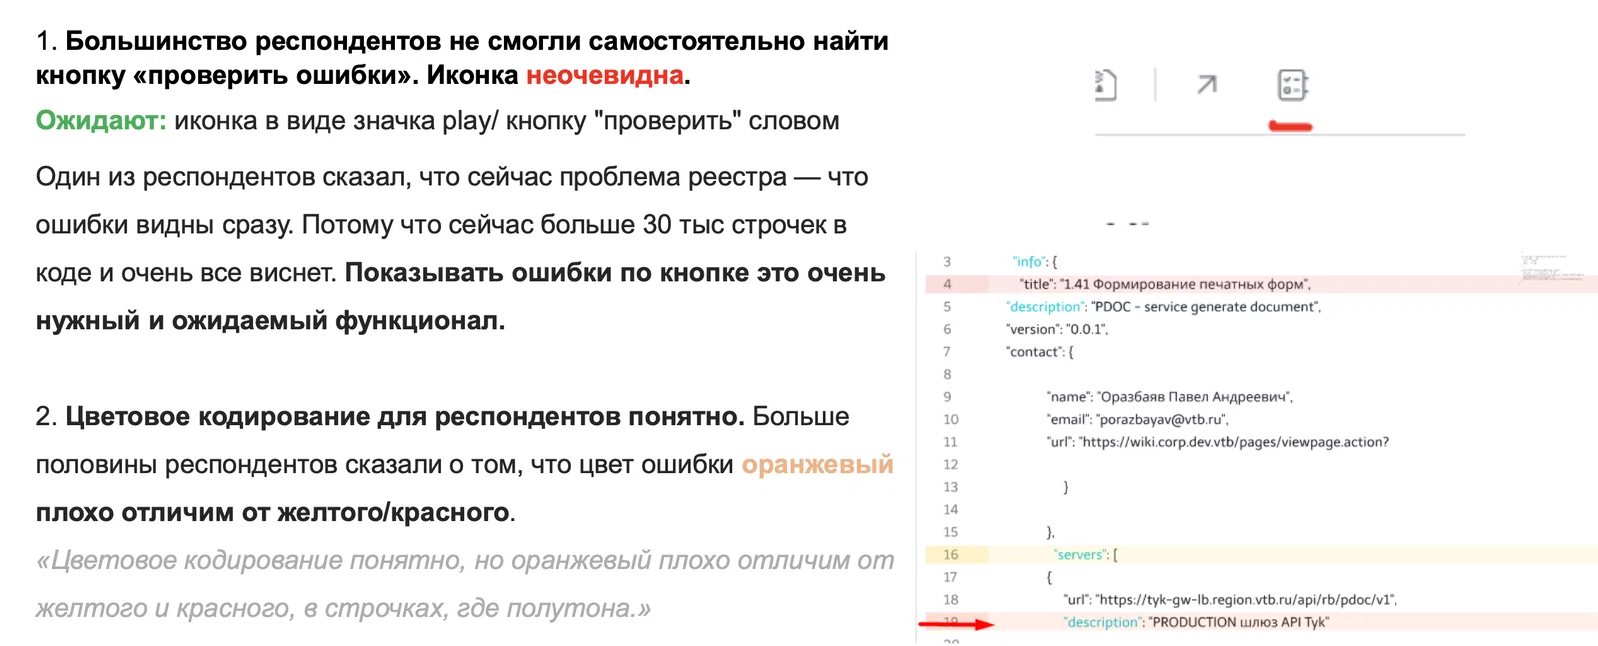 1. Большинство респондентов не смогли самостоятельно найти
кнопку «проверить ошибки». Иконка неочевидна.
Ожидают: иконка в виде значка play/ кнопку "проверить" словом
Один из респондентов сказал, что сейчас проблема реестра — что
ошибки видны сразу. Потому что сейчас больше 30 тыс строчек в
коде и очень все виснет. Показывать ошибки по кнопке это очень
нужный и ожидаемый функционал.
2. Цветовое кодирование для респондентов понятно. Больше
половины респондентов сказали о том, что цвет ошибки оранжевый
плохо отличим от желтого/красного.
«Цветовое кодирование понятно, но оранжевый плохо отличим от
желтого и красного, в строчках, где полутона.»
3 "info": {
4 "title": "1.41 Формирование печатных форм",
5 "description": "PDOC - service generate document",
6 "version": "0.0.1",
7 "contact": {
8
9 "name": "Оразбаяв Павел Андреевич",
10 "email": "porazbayav@vtb.ru",
11 "url": "https://wiki.corp.dev.vtb/pages/viewpage.action?
12
13 }
14
15 },
16 "servers": [
17 {
18 "url": "https://tyk-gw-lb.region.vtb.ru/api/rb/pdoc/v1",
19 "description": "PRODUCTION шлюз API Tyk"